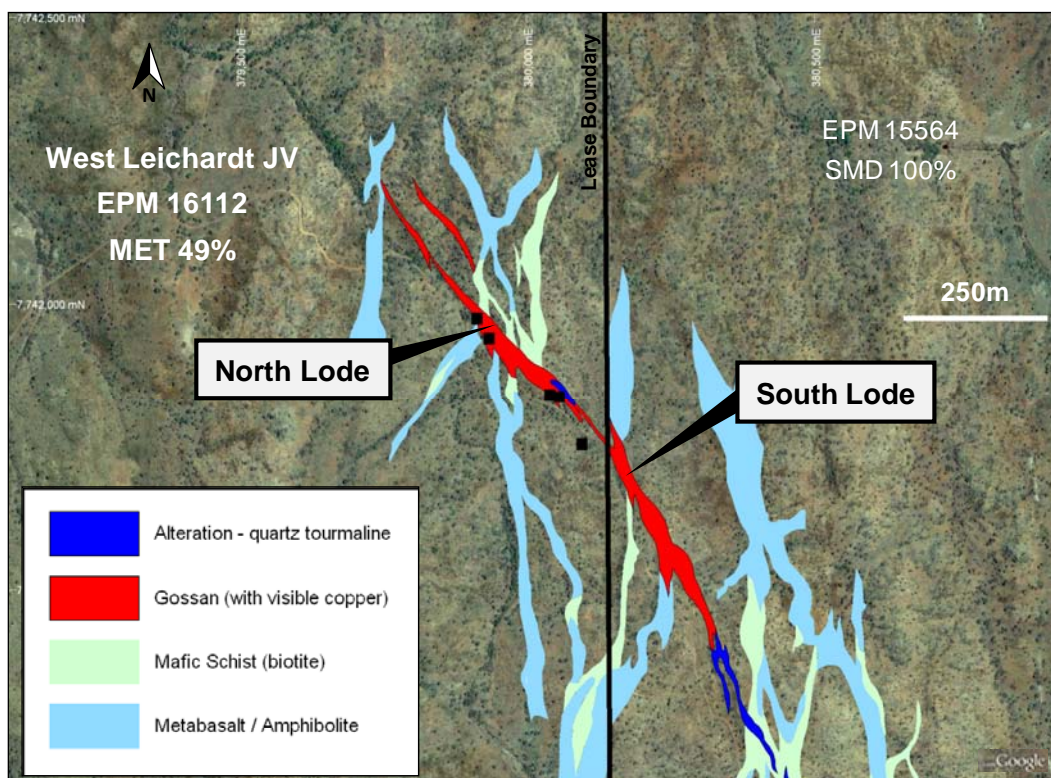 7,742,500 mN
379,500 mE
380,000 mE
380,500 mE
N
Lease Boundary
West Leichardt JV
EPM 16112
MET 49%
EPM 15564
SMD 100%
7,742,000 mN
250m
North Lode
South Lode
Alteration - quartz tourmaline
Gossan (with visible copper)
Mafic Schist (biotite)
Metabasalt / Amphibolite
Google